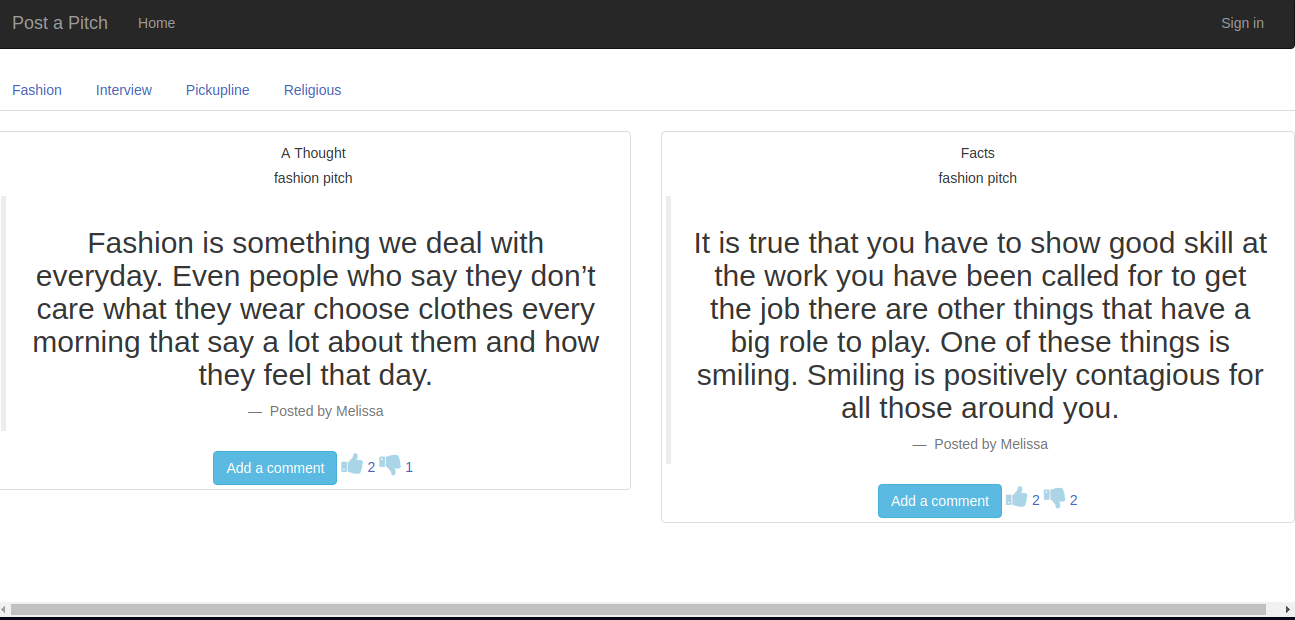 Post a Pitch Home Sign in
Fashion Interview Pickupline Religious
A Thought
fashion pitch
Fashion is something we deal with
everyday. Even people who say they don’t
care what they wear choose clothes every
morning that say a lot about them and how
they feel that day.
— Posted by Melissa
Add a comment 2 1
Facts
fashion pitch
It is true that you have to show good skill at
the work you have been called for to get
the job there are other things that have a
big role to play. One of these things is
smiling. Smiling is positively contagious for
all those around you.
— Posted by Melissa
Add a comment 2 2